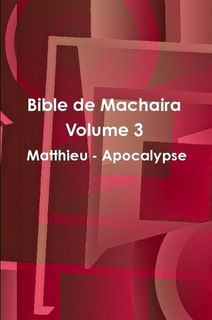 Bible de Machaira
Volume 3
Matthieu - Apocalypse